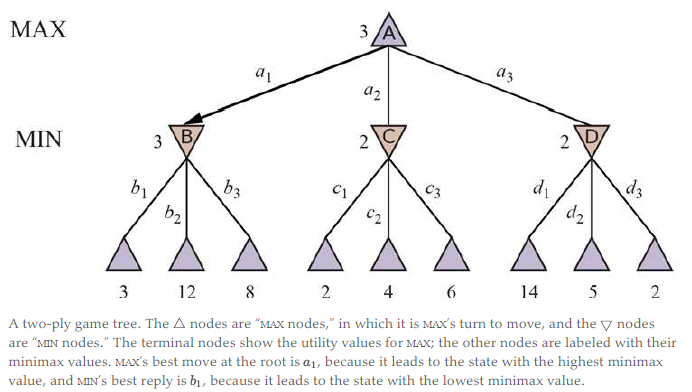 MAX 3 A
a1 a2 a3
MIN 3 B 2 C 2 D
b1 b2 b3 c1 c2 c3 d1 d2 d3
3 12 8 2 4 6 14 5 2
A two-ply game tree. The △ nodes are “MAX nodes,” in which it is MAX’s turn to move, and the ▽ nodes
are “MIN nodes.” The terminal nodes show the utility values for MAX; the other nodes are labeled with their
minimax values. MAX’s best move at the root is a1, because it leads to the state with the highest minimax
value, and MIN’s best reply is b1, because it leads to the state with the lowest minimax value.